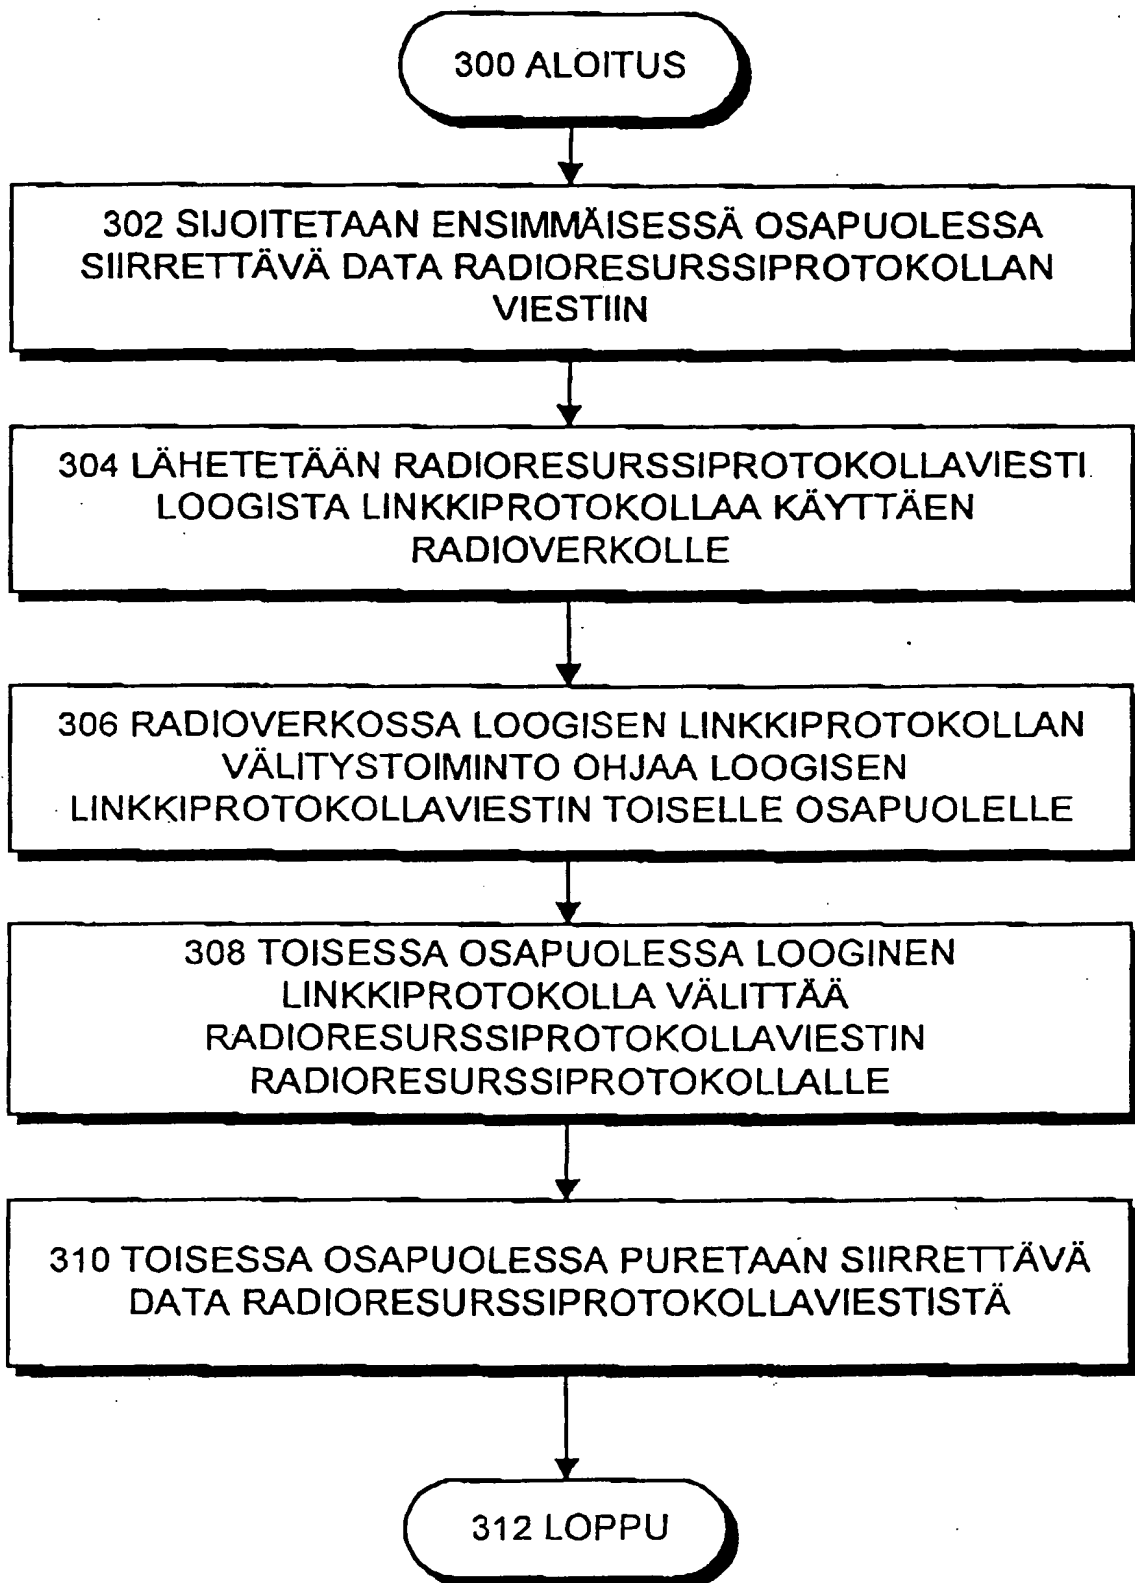 300 ALOITUS
302 SIJOITETAAN ENSIMMÄISESSÄ OSAPUOLESSA
SIIRRETTÄVÄ DATA RADIORESURSSIPROTOKOLLAN
VIESTIIN
304 LÄHETETÄÄN RADIORESURSSIPROTOKOLLAVIESTI
LOOGISTA LINKKIPROTOKOLLAA KÄYTTÄEN
RADIOVERKOLLE
306 RADIOVERKOSSA LOOGISEN LINKKIPROTOKOLLAN
VÄLITYSTOIMINTO OHJAA LOOGISEN
LINKKIPROTOKOLLAVIESTIN TOISELLE OSAPUOLELLE
308 TOISESSA OSAPUOLESSA LOOGINEN
LINKKIPROTOKOLLA VÄLITTÄÄ
RADIORESURSSIPROTOKOLLAVIESTIN
RADIORESURSSIPROTOKOLLALLE
310 TOISESSA OSAPUOLESSA PURETAAN SIIRRETTÄVÄ
DATA RADIORESURSSIPROTOKOLLAVIESTISTÄ
312 LOPPU